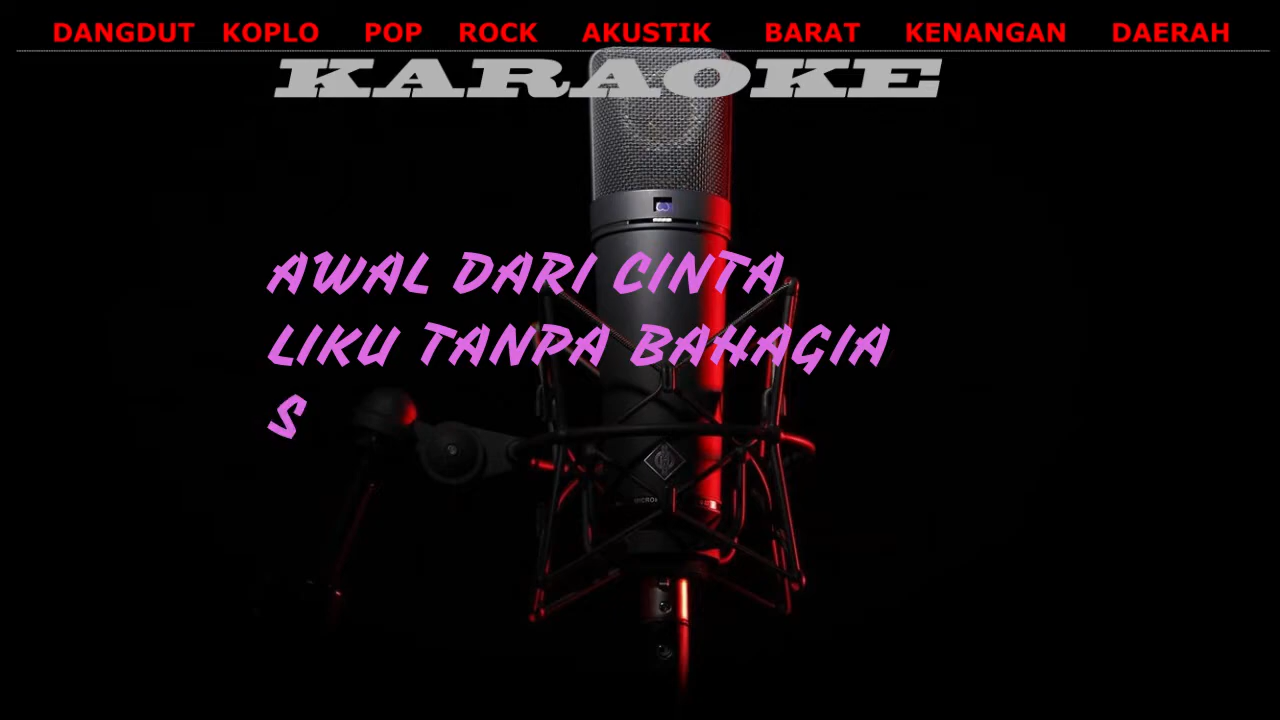 DANGDUT KOPLO POP ROCK AKUSTIK BARAT KENANGAN DAERAH
KARAOKE
AWAL DARI CINTA
LIKU TANPA BAHAGIA
S